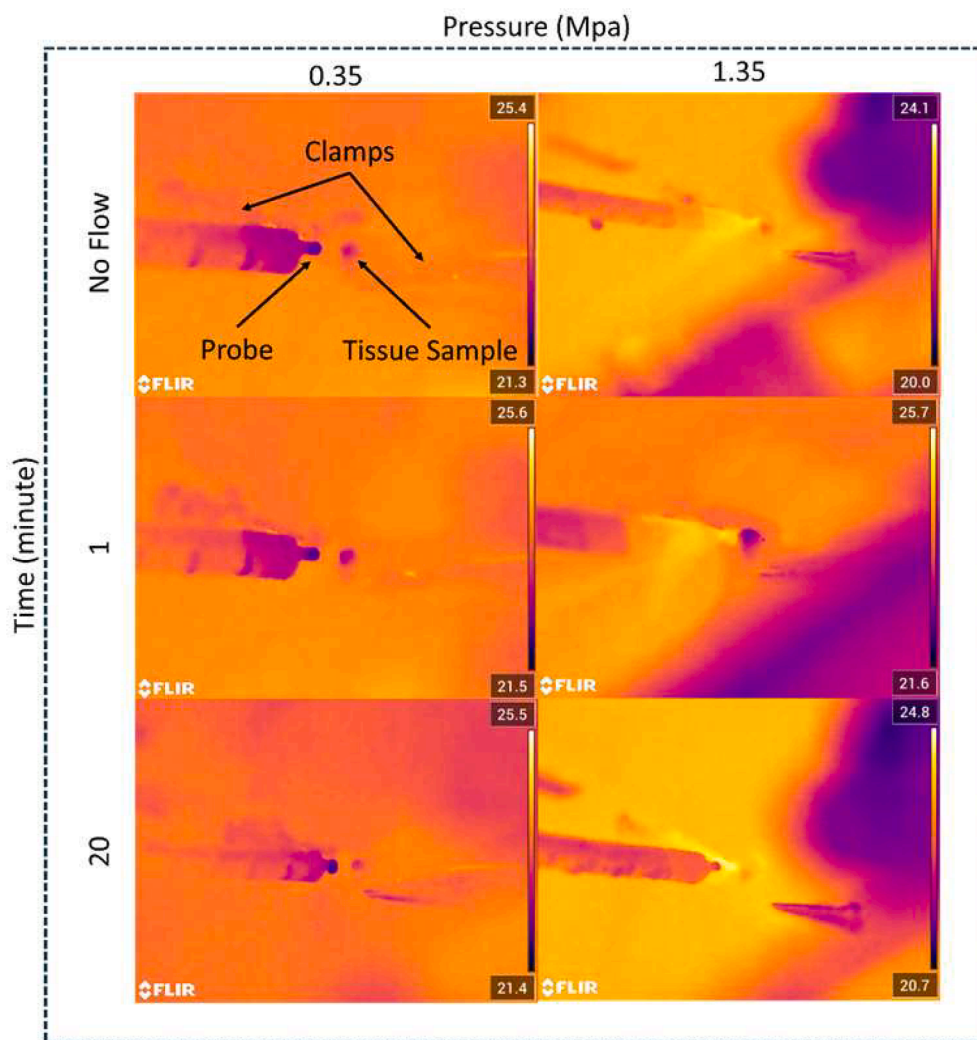 Pressure (Mpa)
0.35
1.35
25.4
24.1
Clamps
No Flow
Probe
Tissue Sample
FLIR
21.3
FLIR
20.0
25.6
25.7
Time (minute)
1
FLIR
21.5
FLIR
21.6
25.5
24.8
20
FLIR
21.4
FLIR
20.7